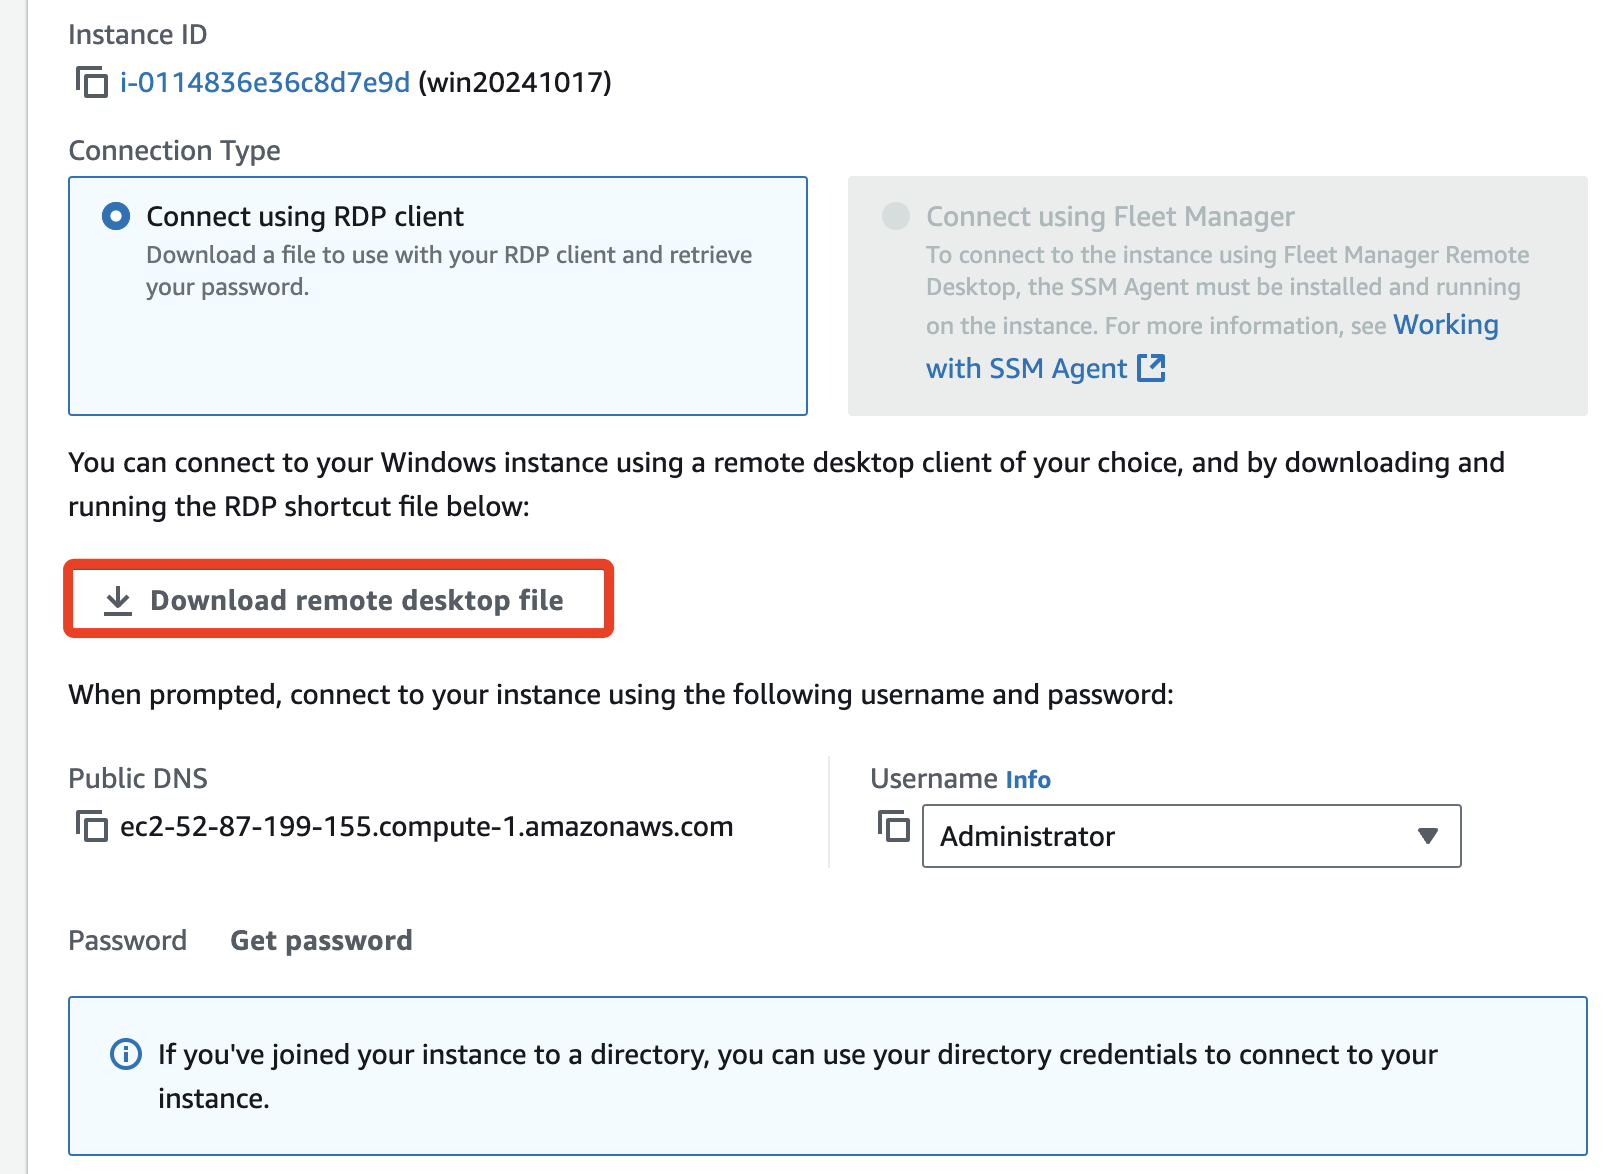 Instance ID
i-0114836e36c8d7e9d (win20241017)
Connection Type
Connect using RDP client
Download a file to use with your RDP client and retrieve
your password.
Connect using Fleet Manager
To connect to the instance using Fleet Manager Remote
Desktop, the SSM Agent must be installed and running
on the instance. For more information, see Working
with SSM Agent
You can connect to your Windows instance using a remote desktop client of your choice, and by downloading and
running the RDP shortcut file below:
Download remote desktop file
When prompted, connect to your instance using the following username and password:
Public DNS
ec2-52-87-199-155.compute-1.amazonaws.com
Username Info
Administrator
Password Get password
If you've joined your instance to a directory, you can use your directory credentials to connect to your
instance.